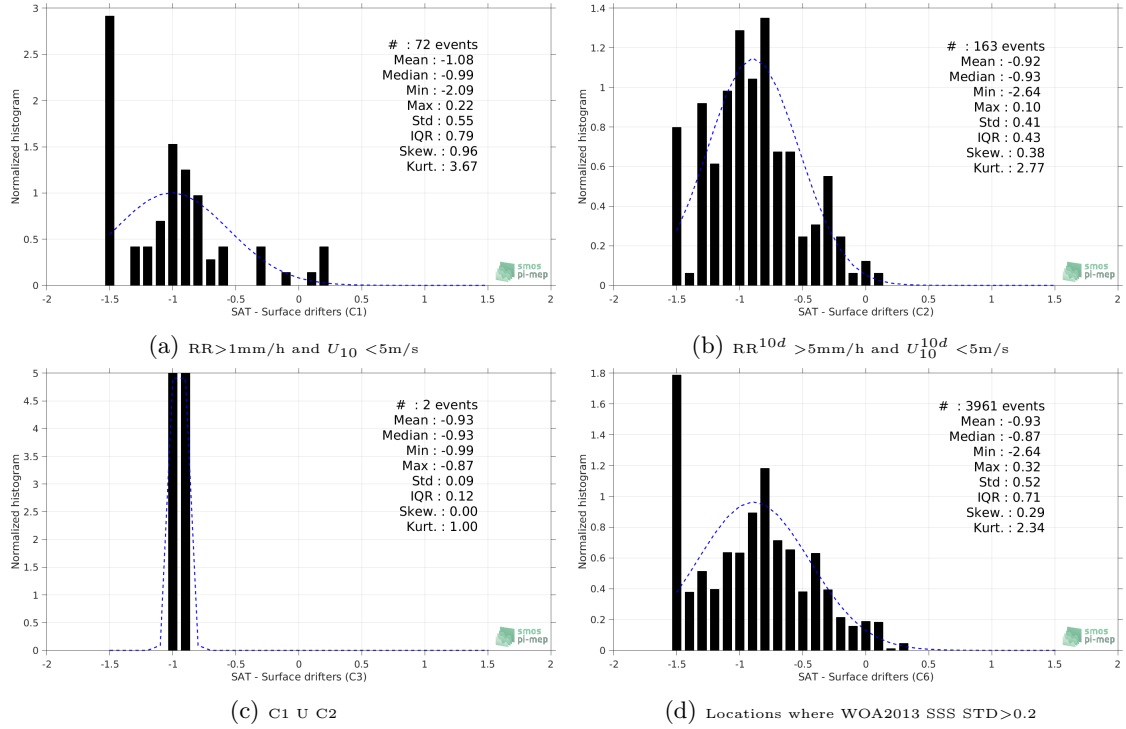 3
2.5
2
1.5
1
0.5
0
-2
-1.5
-1
-0.5
0
0.5
1
1.5
2
Normalized histogram
SAT - Surface drifters (C1)
# : 72 events
Mean : -1.08
Median : -0.99
Min : -2.09
Max : 0.22
Std : 0.55
IQR : 0.79
Skew. : 0.96
Kurt. : 3.67
smos
pi-mep
(a) RR>1mm/h and U10 <5m/s
1.4
1.2
1
0.8
0.6
0.4
0.2
0
-2
-1.5
-1
-0.5
0
0.5
1
1.5
2
Normalized histogram
SAT - Surface drifters (C2)
# : 163 events
Mean : -0.92
Median : -0.93
Min : -2.64
Max : 0.10
Std : 0.41
IQR : 0.43
Skew. : 0.38
Kurt. : 2.77
smos
pi-mep
(b) RR10d >5mm/h and U10d10 <5m/s
5
4.5
4
3.5
3
2.5
2
1.5
1
0.5
0
-2
-1.5
-1
-0.5
0
0.5
1
1.5
2
Normalized histogram
SAT - Surface drifters (C3)
# : 2 events
Mean : -0.93
Median : -0.93
Min : -0.99
Max : -0.87
Std : 0.09
IQR : 0.12
Skew. : 0.00
Kurt. : 1.00
smos
pi-mep
(c) C1 U C2
1.8
1.6
1.4
1.2
1
0.8
0.6
0.4
0.2
0
-2
-1.5
-1
-0.5
0
0.5
1
1.5
2
Normalized histogram
SAT - Surface drifters (C6)
# : 3961 events
Mean : -0.93
Median : -0.87
Min : -2.64
Max : 0.32
Std : 0.52
IQR : 0.71
Skew. : 0.29
Kurt. : 2.34
smos
pi-mep
(d) Locations where WOA2013 SSS STD>0.2